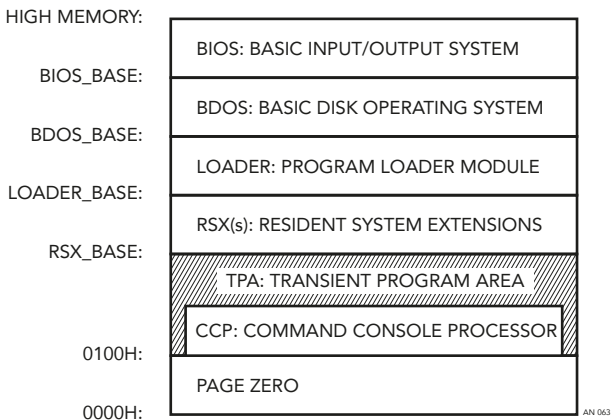 HIGH MEMORY:
BIOS: BASIC INPUT/OUTPUT SYSTEM
BIOS_BASE:
BDOS: BASIC DISK OPERATING SYSTEM
BDOS_BASE:
LOADER: PROGRAM LOADER MODULE
LOADER_BASE:
RSX(s): RESIDENT SYSTEM EXTENSIONS
RSX_BASE:
TPA: TRANSIENT PROGRAM AREA
CCP: COMMAND CONSOLE PROCESSOR
0100H:
PAGE ZERO
0000H:
AN 063